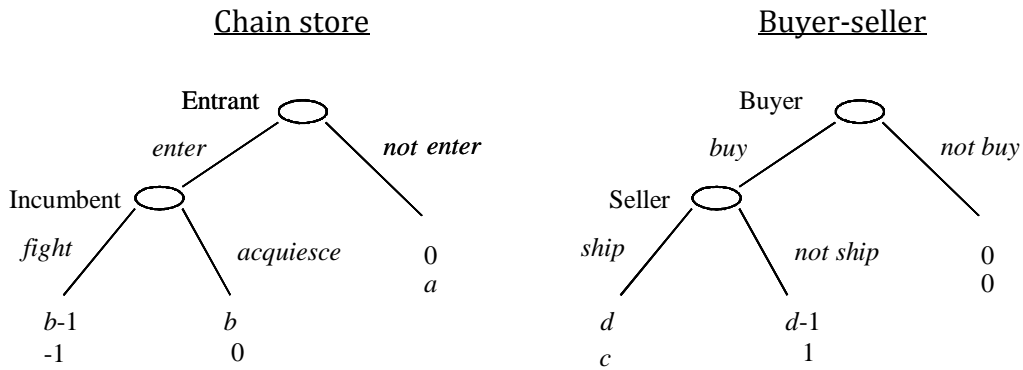 Chain store
Entrant
enter
not enter
Incumbent
fight
acquiesce
0
a
b-1
-1
b
0
Buyer-seller
Buyer
buy
not buy
Seller
ship
not ship
0
0
d
c
d-1
1